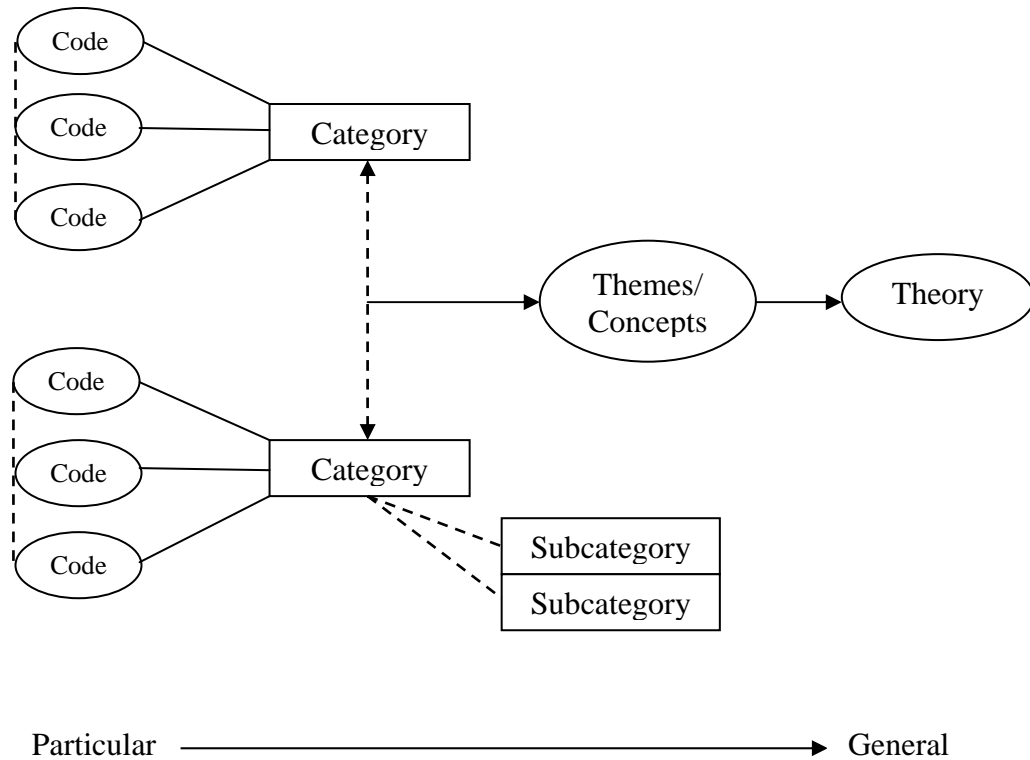 Code
Code
Category
Code
Themes/
Concepts
Theory
Code
Code
Category
Code
Subcategory
Subcategory
Particular
General